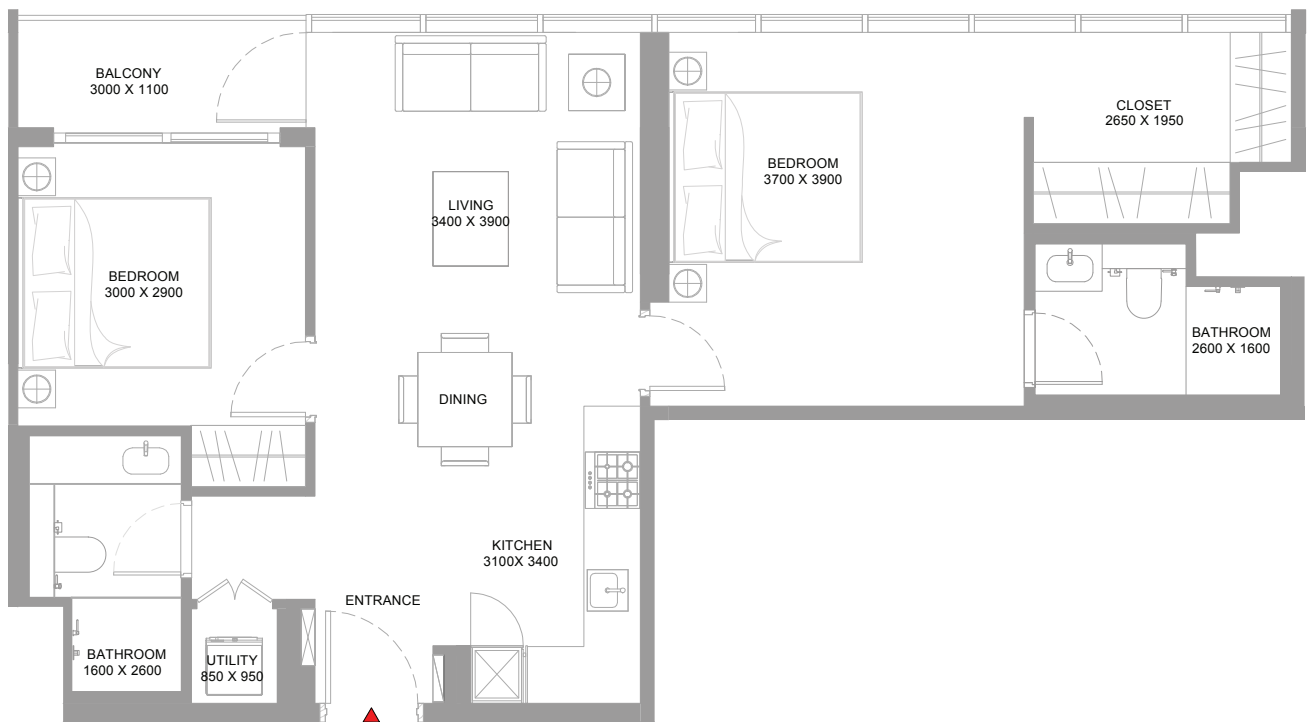 BALCONY
3000 X 1100
CLOSET
2650 X 1950
BEDROOM
3700 X 3900
LIVING
3400 X 3900
BEDROOM
3000 X 2900
BATHROOM
2600 X 1600
DINING
KITCHEN
3100X 3400
ENTRANCE
BATHROOM
1600 X 2600
UTILITY
850 X 950